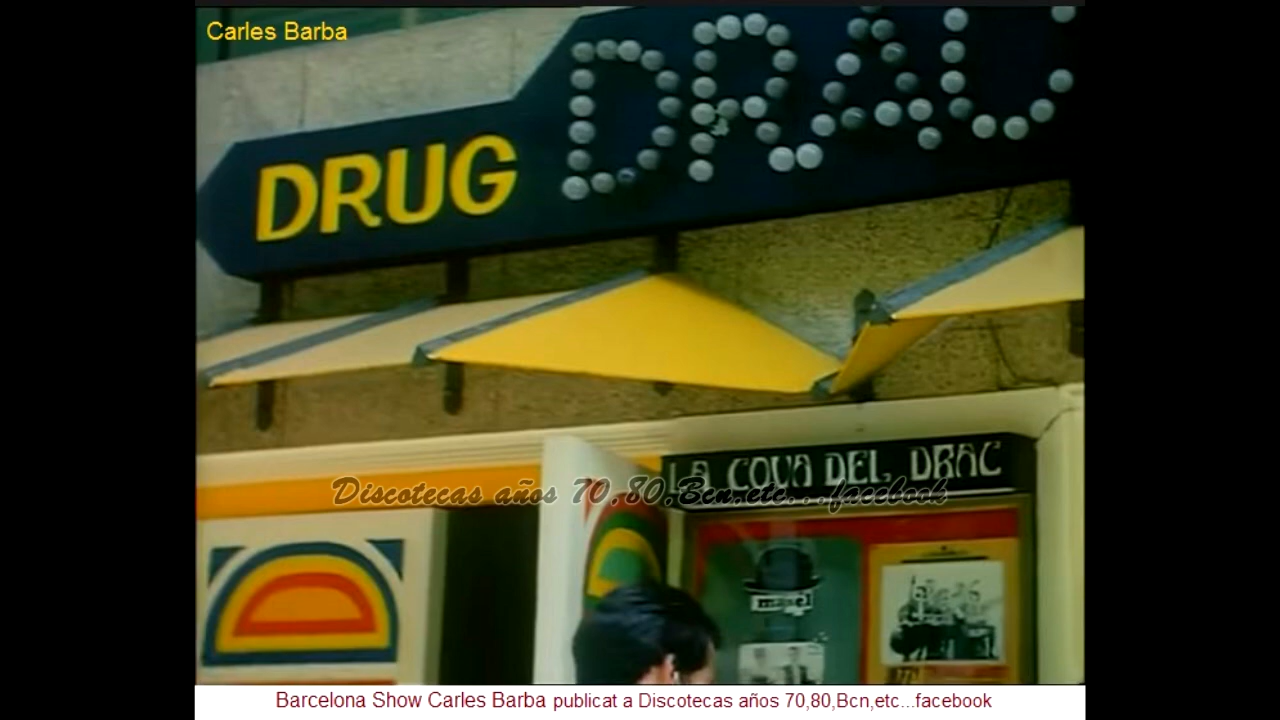 Carles Barba
DRUG DRAC
LA COVA DEL DRAC
Discotecas años 70,80,Bcn,etc...facebook
Barcelona Show Carles Barba publicat a Discotecas años 70,80,Bcn,etc...facebook